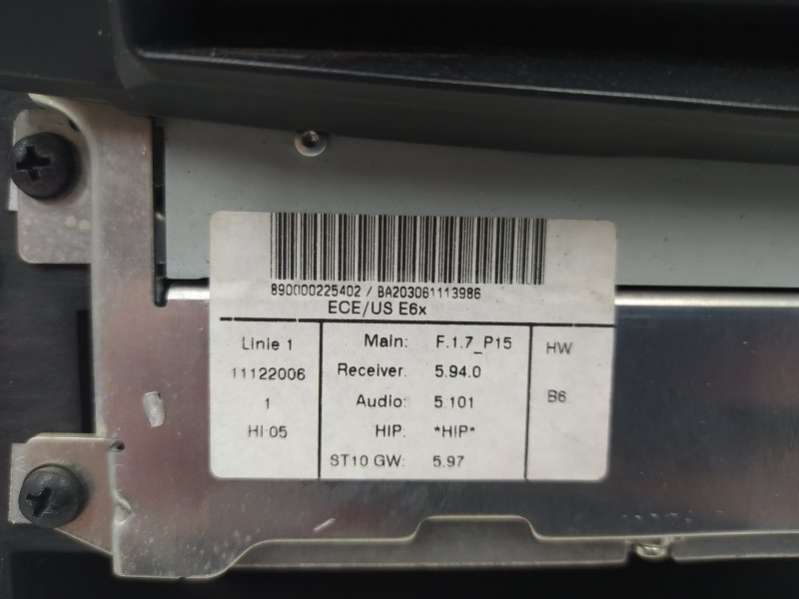 890000225402 / BA203061113986
ECE/US E6x
Linie 1
11122006
1
HI 05
Main: F.1.7_P15
Receiver. 5.94.0
Audio: 5.101
HIP. *HIP*
ST10 GW: 5.97
HW
B6